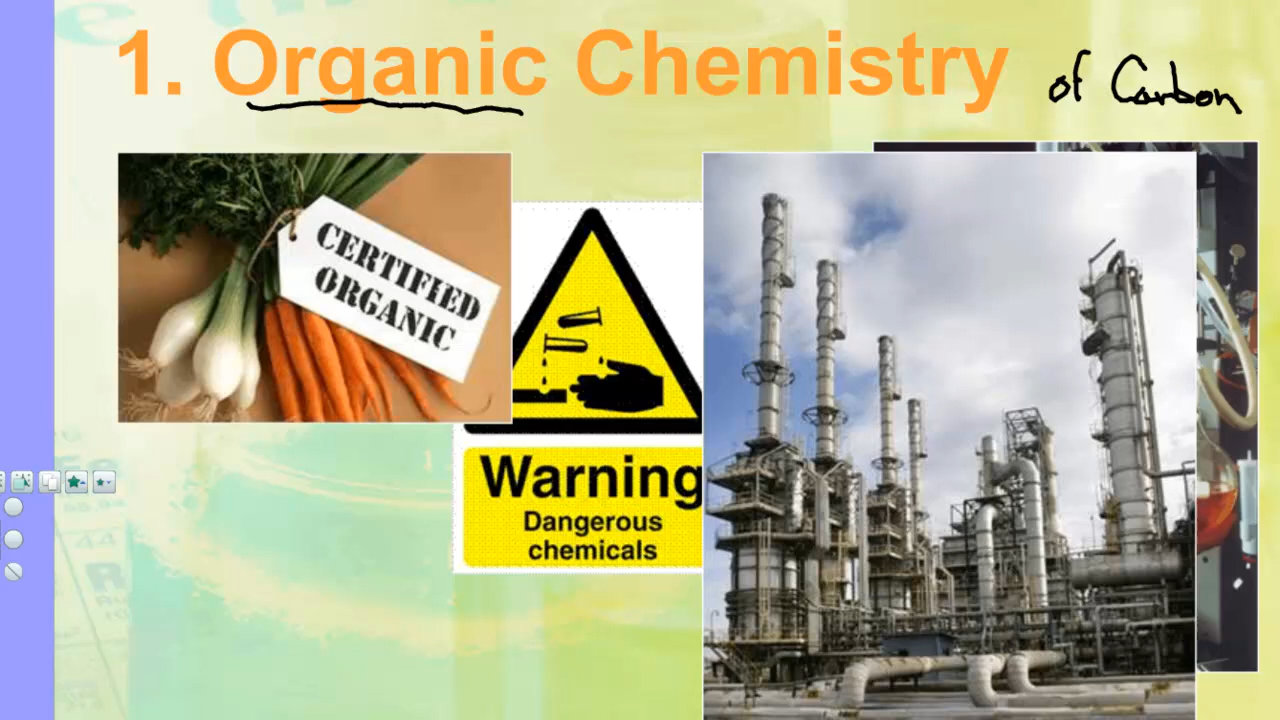 1. Organic Chemistry of Carbon
CERTIFIED
ORGANIC
Warning
Dangerous
chemicals